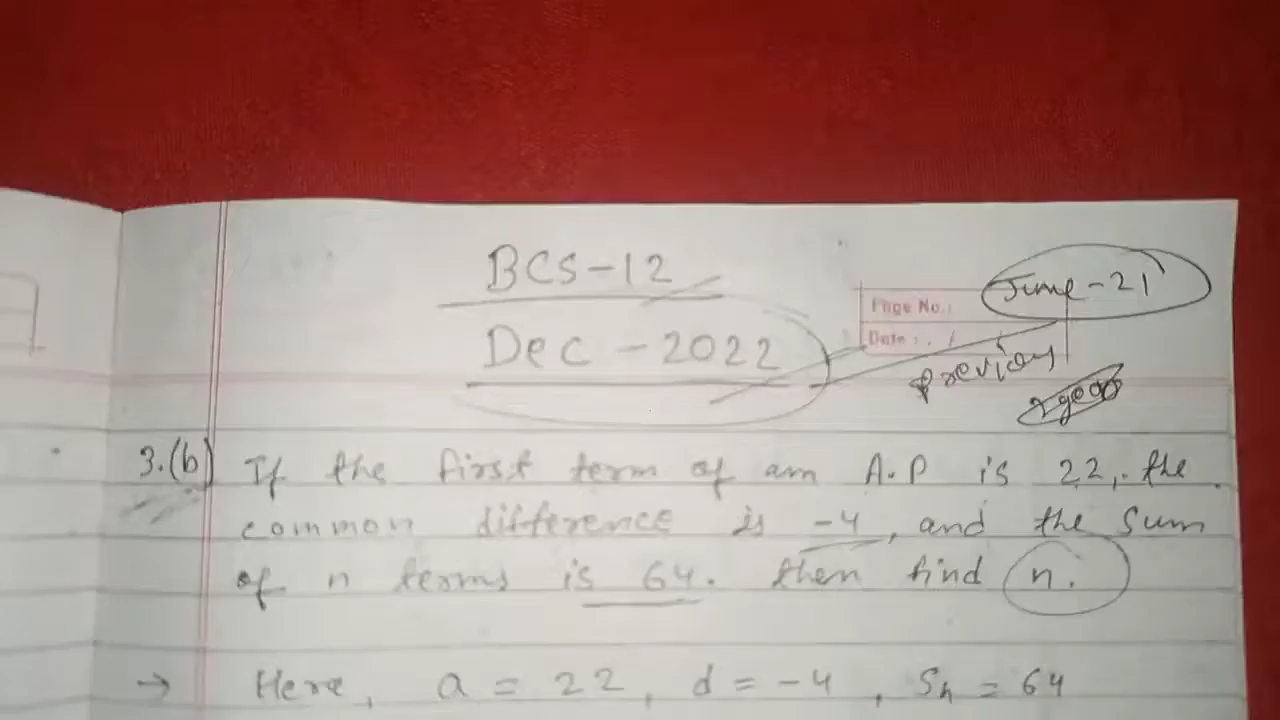 BCS-12
June-21
Page No.:
Dec - 2022
Date : / /
previous
3.(b) If the first term of an A.P is 22, the
common difference is -4, and the sum
of n terms is 64. then find n.
→ Here, a = 22, d = -4, Sn = 64